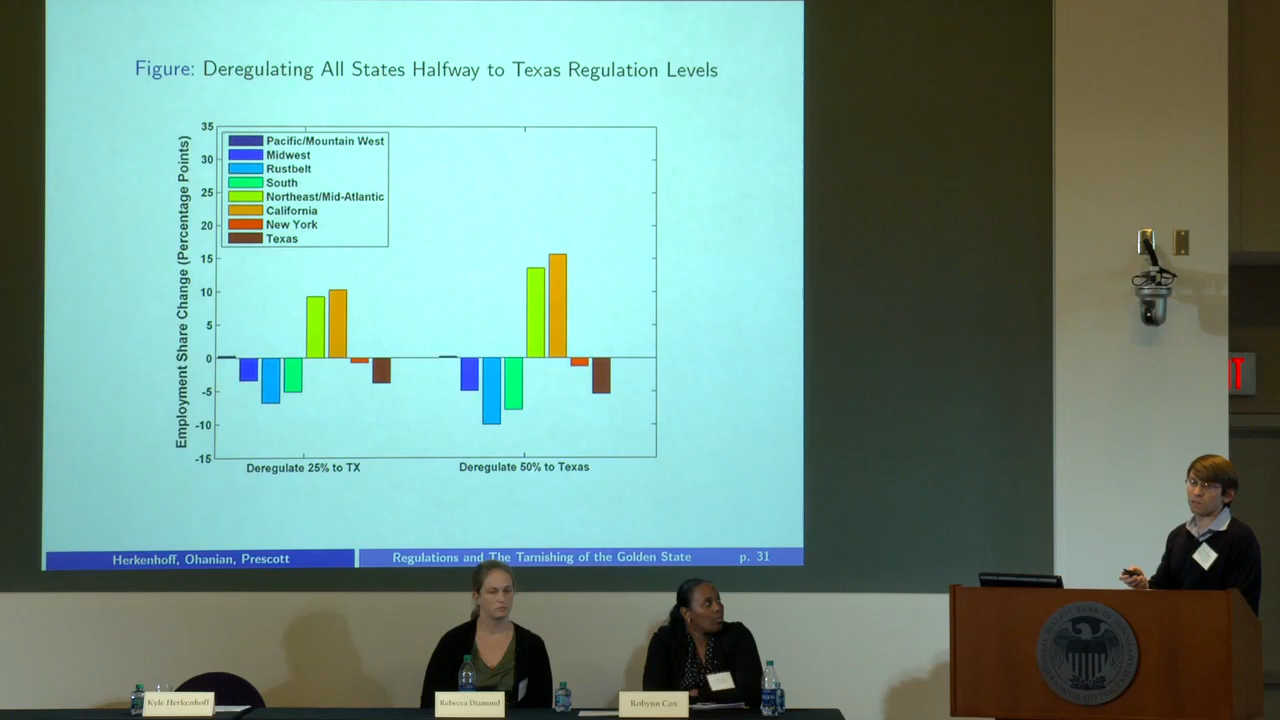 Figure: Deregulating All States Halfway to Texas Regulation Levels
Employment Share Change (Percentage Points)
35
30
25
20
15
10
5
0
-5
-10
-15
Pacific/Mountain West
Midwest
Rustbelt
South
Northeast/Mid-Atlantic
California
New York
Texas
Deregulate 25% to TX
Deregulate 50% to Texas
Herkenhoff, Ohanian, Prescott
Regulations and The Tarnishing of the Golden State
p. 31
Kyle Herkenhoff
Rebecca Diamond
Robynn Cox